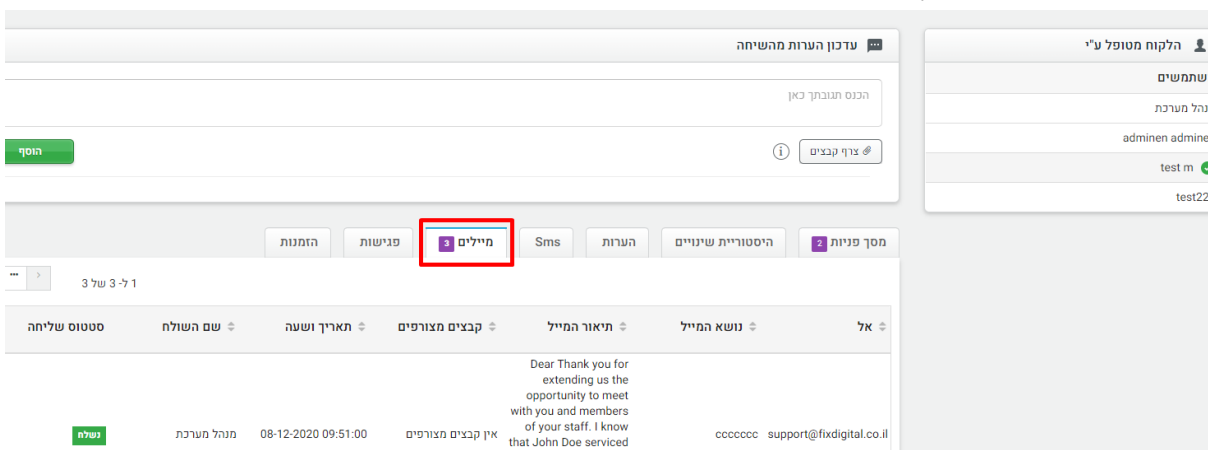 הלקוח מטופל ע"י
שתמשים
נהל מערכת
adminen admine
test m
test22
עדכון הערות מהשיחה
הכנס תגובתך כאן
צרף קבצים
הוסף
מסך פניות 2
היסטוריית שינויים
הערות
Sms
מיילים 3
פגישות
הזמנות
1 ל- 3 של 3
אל
נושא המייל
תיאור המייל
קבצים מצורפים
תאריך ושעה
שם השולח
סטטוס שליחה
support@fixdigital.co.il
ccccccc
Dear Thank you for
extending us the
opportunity to meet
with you and members
of your staff. I know
that John Doe serviced
אין קבצים מצורפים
08-12-2020 09:51:00
מנהל מערכת
נשלח